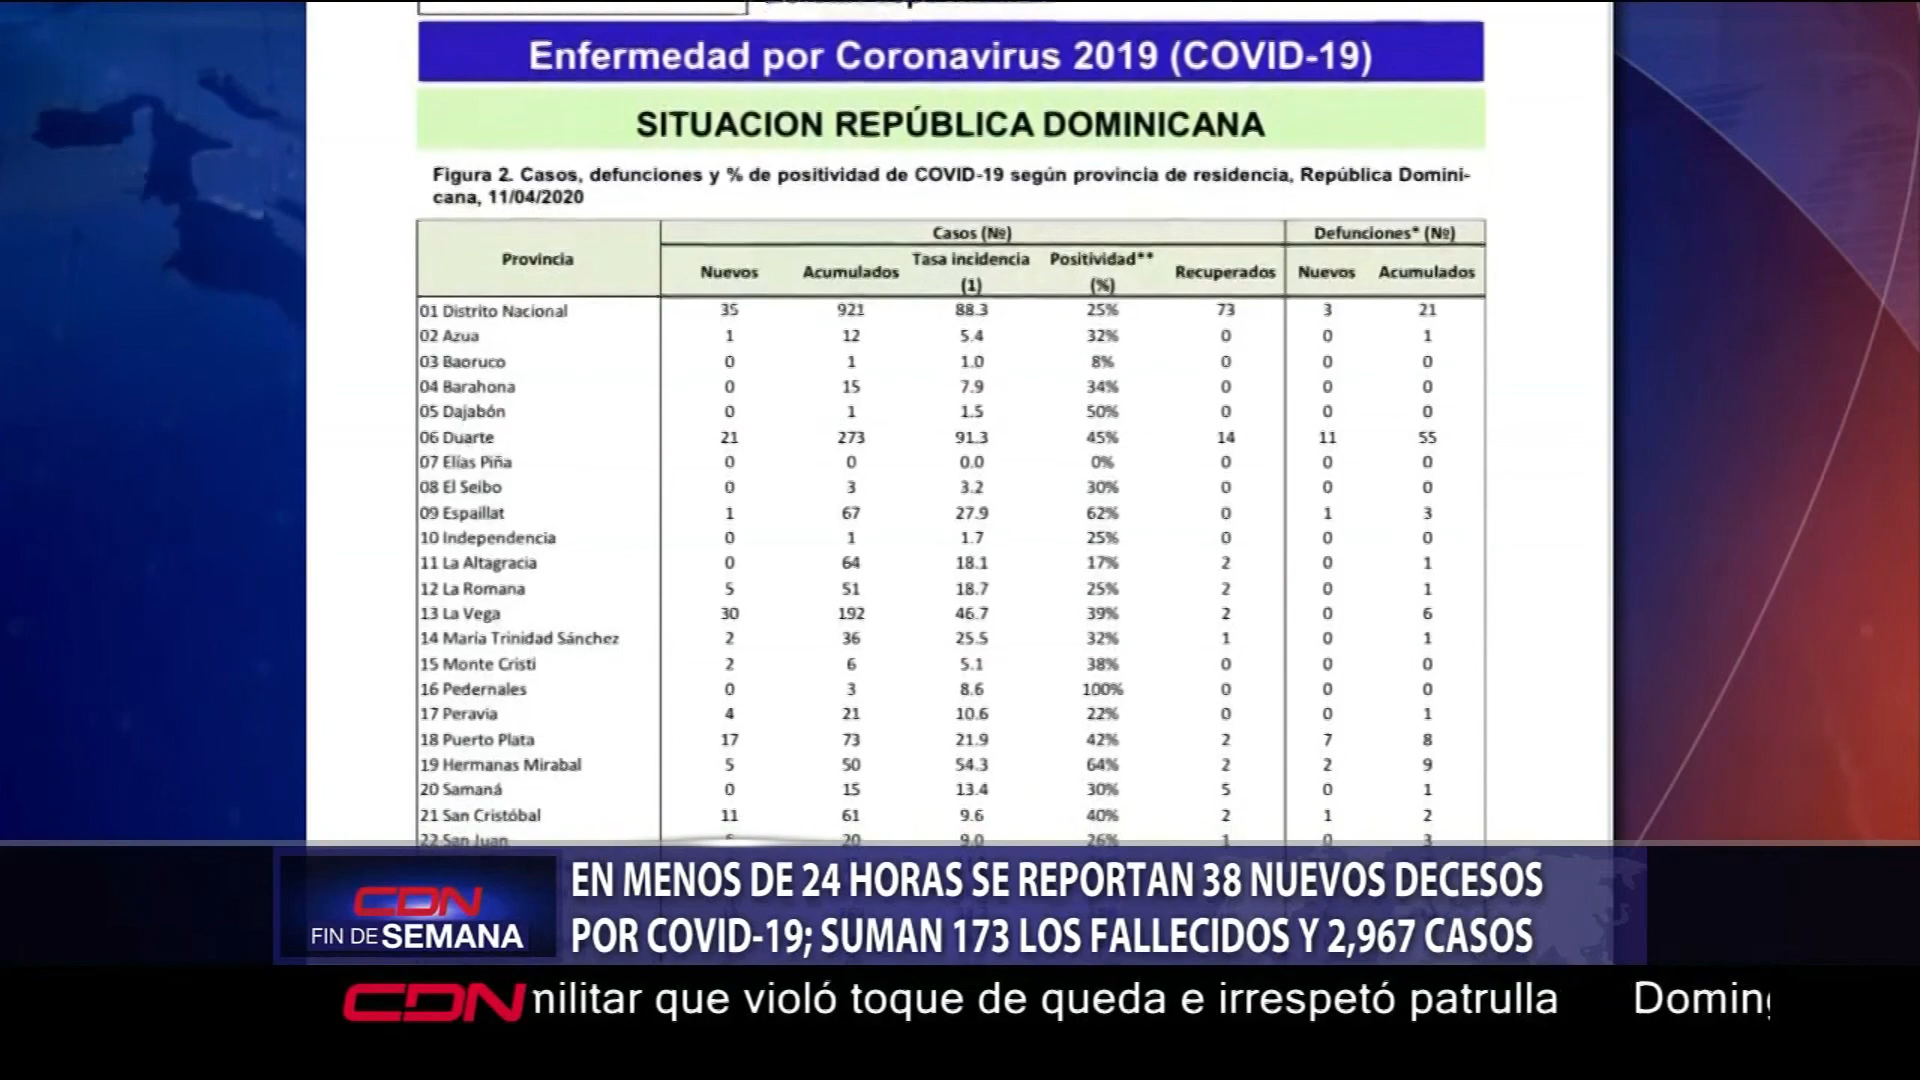 Enfermedad por Coronavirus 2019 (COVID-19)
SITUACION REPÚBLICA DOMINICANA
Figura 2. Casos, defunciones y % de positividad de COVID-19 según provincia de residencia, República Domini-
cana, 11/04/2020
Casos (№) Defunciones* (№)
Provincia Nuevos Acumulados Tasa incidencia (1) Positividad** (%) Recuperados Nuevos Acumulados
01 Distrito Nacional 35 921 88.3 25% 73 3 21
02 Azua 1 12 5.4 32% 0 0 1
03 Baoruco 0 1 1.0 8% 0 0 0
04 Barahona 0 15 7.9 34% 0 0 0
05 Dajabón 0 1 1.5 50% 0 0 0
06 Duarte 21 273 91.3 45% 14 11 55
07 Elías Piña 0 0 0.0 0% 0 0 0
08 El Seibo 0 3 3.2 30% 0 0 0
09 Espaillat 1 67 27.9 62% 0 1 3
10 Independencia 0 1 1.7 25% 0 0 0
11 La Altagracia 0 64 18.1 17% 2 0 1
12 La Romana 5 51 18.7 25% 2 0 1
13 La Vega 30 192 46.7 39% 2 0 6
14 María Trinidad Sánchez 2 36 25.5 32% 1 0 1
15 Monte Cristi 2 6 5.1 38% 0 0 0
16 Pedernales 0 3 8.6 100% 0 0 0
17 Peravia 4 21 10.6 22% 0 0 1
18 Puerto Plata 17 73 21.9 42% 2 7 8
19 Hermanas Mirabal 5 50 54.3 64% 2 2 9
20 Samaná 0 15 13.4 30% 5 0 1
21 San Cristóbal 11 61 9.6 40% 2 1 2
22 San Juan 20 9.0 26% 1 0 3
CDN
FIN DE SEMANA
EN MENOS DE 24 HORAS SE REPORTAN 38 NUEVOS DECESOS
POR COVID-19; SUMAN 173 LOS FALLECIDOS Y 2,967 CASOS
CDN militar que violó toque de queda e irrespetó patrulla Doming